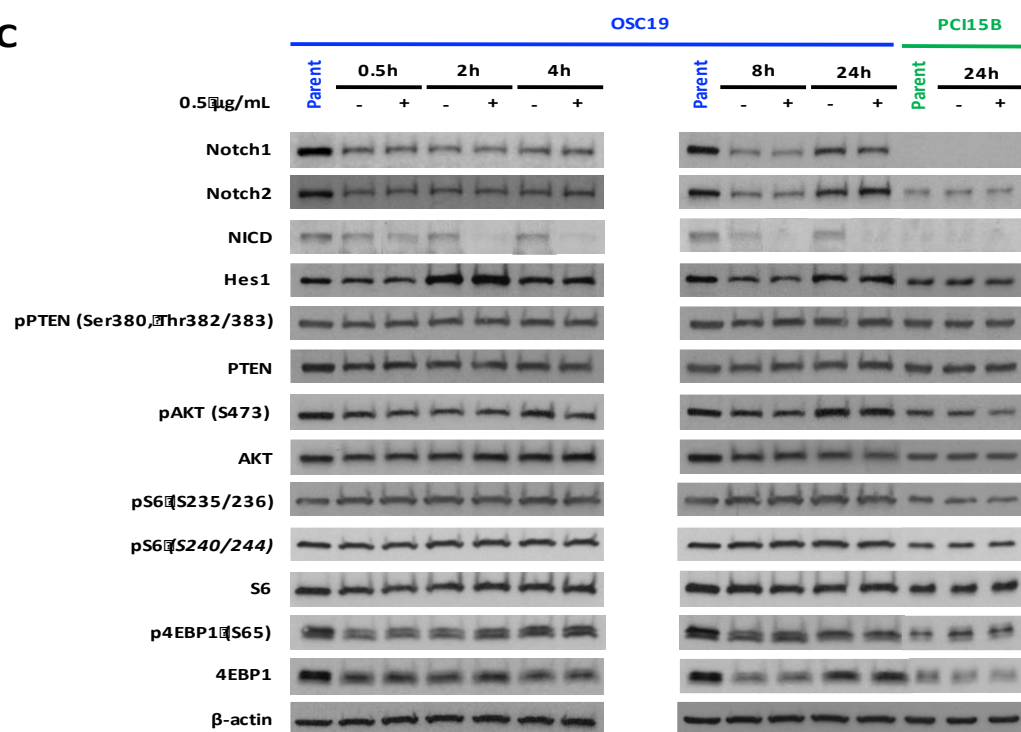 C
OSC19 PCI15B
Parent 0.5h 2h 4h Parent 8h 24h Parent 24h
0.5 µg/mL - + - + - + - + - + - +
Notch1
Notch2
NICD
Hes1
pPTEN (Ser380, Thr382/383)
PTEN
pAKT (S473)
AKT
pS6 (S235/236)
pS6 (S240/244)
S6
p4EBP1 (S65)
4EBP1
β-actin